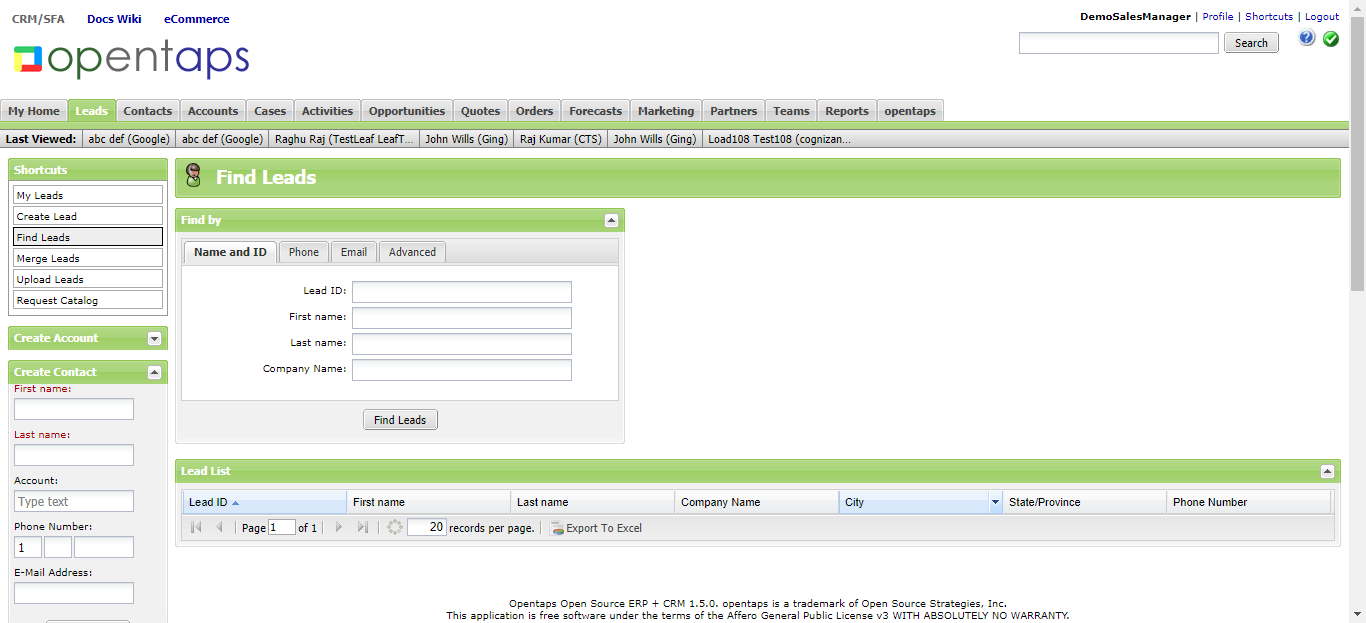 CRM/SFA Docs Wiki eCommerce
DemoSalesManager | Profile | Shortcuts | Logout
opentaps
Search
My Home Leads Contacts Accounts Cases Activities Opportunities Quotes Orders Forecasts Marketing Partners Teams Reports opentaps
Last Viewed: abc def (Google) abc def (Google) Raghu Raj (TestLeaf LeafT... John Wills (Ging) Raj Kumar (CTS) John Wills (Ging) Load108 Test108 (cognizan...
Shortcuts
My Leads
Create Lead
Find Leads
Merge Leads
Upload Leads
Request Catalog
Create Account
Create Contact
First name:
Last name:
Account:
Type text
Phone Number:
1
E-Mail Address:
Find Leads
Find by
Name and ID Phone Email Advanced
Lead ID:
First name:
Last name:
Company Name:
Find Leads
Lead List
Lead ID First name Last name Company Name City State/Province Phone Number
Page 1 of 1 20 records per page. Export To Excel
Opentaps Open Source ERP + CRM 1.5.0. opentaps is a trademark of Open Source Strategies, Inc.
This application is free software under the terms of the Affero General Public License v3 WITH ABSOLUTELY NO WARRANTY.